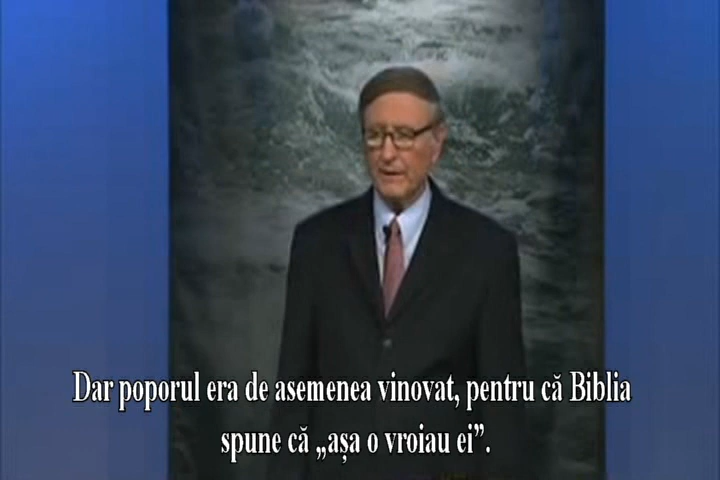 Dar poporul era de asemenea vinovat, pentru că Biblia
spune că „așa o vroiau ei”.